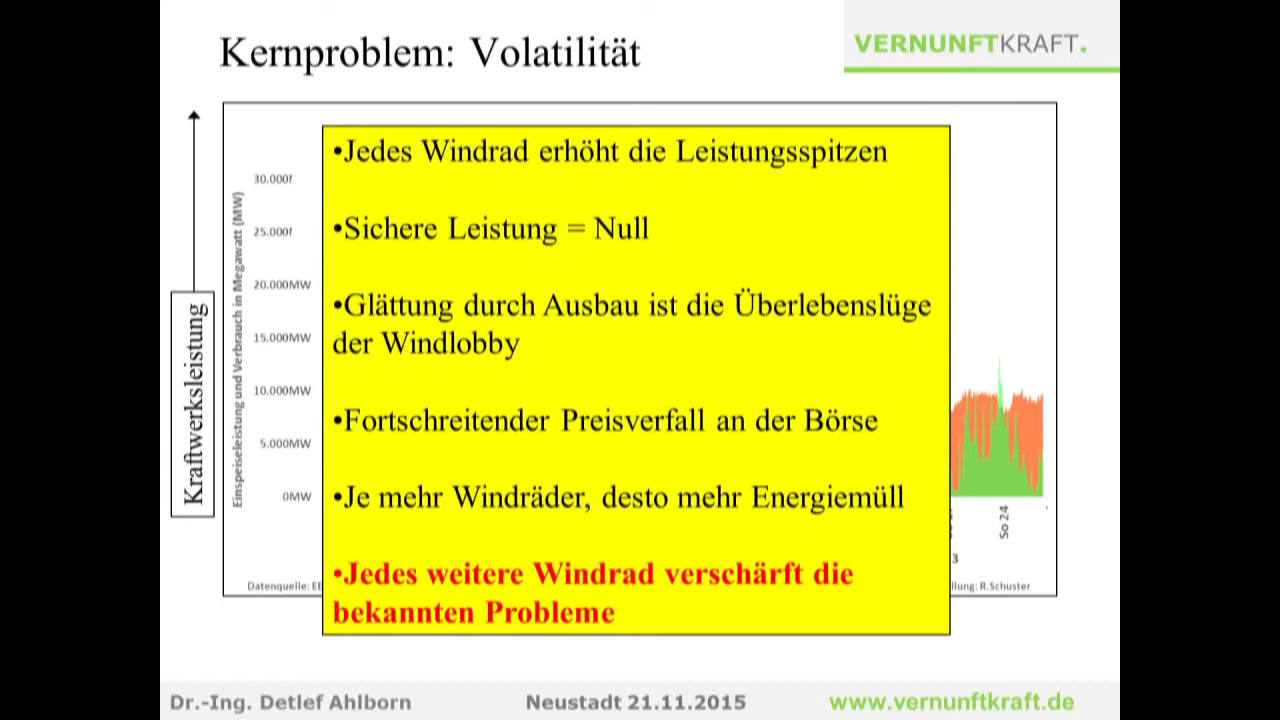 Kernproblem: Volatilität
VERNUNFTKRAFT.
Kraftwerksleistung
Einspeiseleistung und Verbrauch in Megawatt (MW)
30.000
25.000
20.000MW
15.000MW
10.000MW
5.000MW
0MW
•Jedes Windrad erhöht die Leistungsspitzen
•Sichere Leistung = Null
•Glättung durch Ausbau ist die Überlebenslüge
der Windlobby
•Fortschreitender Preisverfall an der Börse
•Je mehr Windräder, desto mehr Energiemüll
•Jedes weitere Windrad verschärft die
bekannten Probleme
So 24
3
Datenquelle: EE
llung: R.Schuster
Dr.-Ing. Detlef Ahlborn
Neustadt 21.11.2015
www.vernunftkraft.de